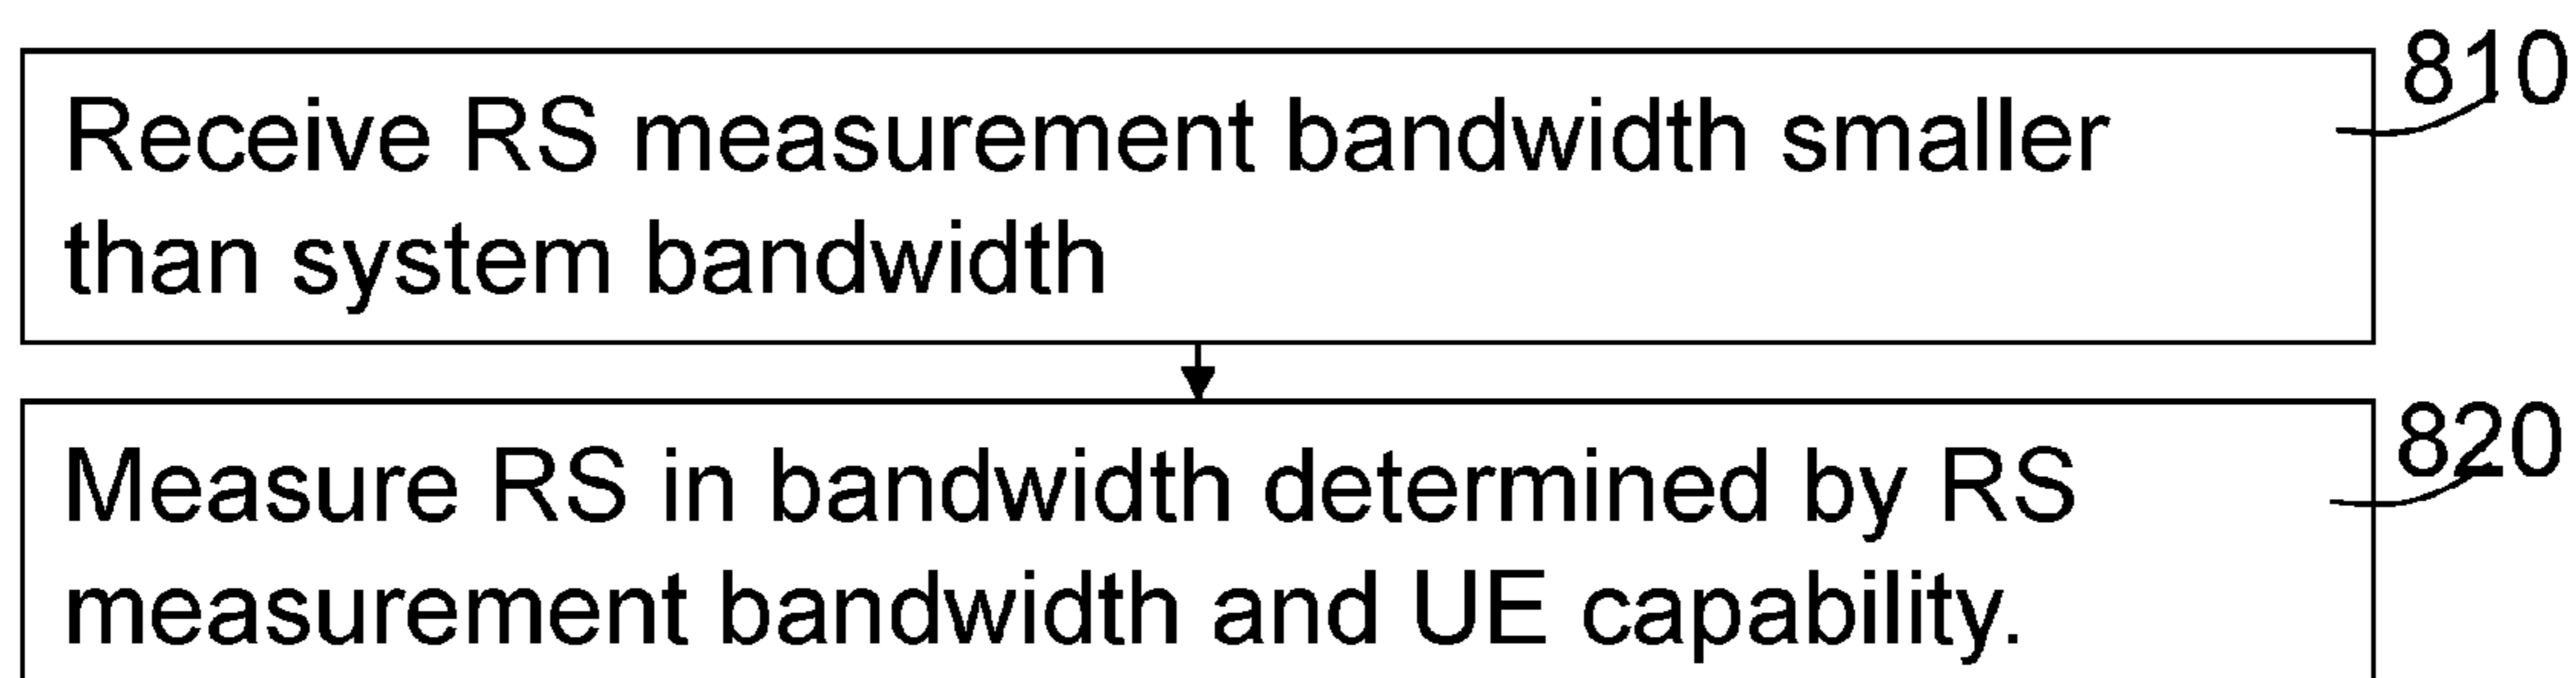 810
Receive RS measurement bandwidth smaller
than system bandwidth
820
Measure RS in bandwidth determined by RS
measurement bandwidth and UE capability.